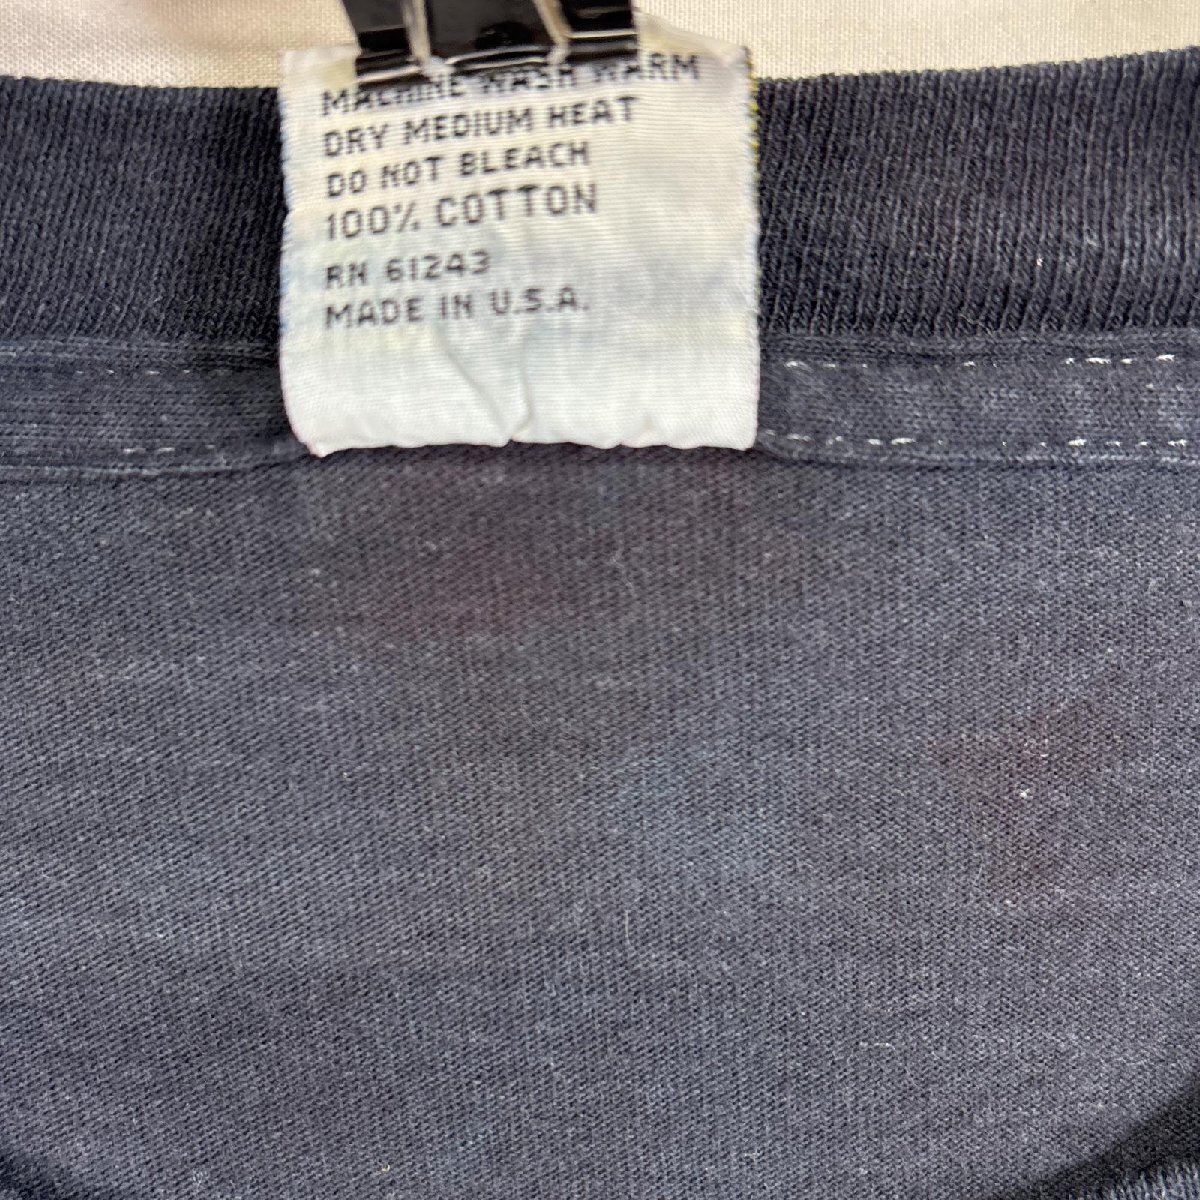 MACHINE WASH WARM
DRY MEDIUM HEAT
DO NOT BLEACH
100% COTTON
RN 61243
MADE IN U.S.A.